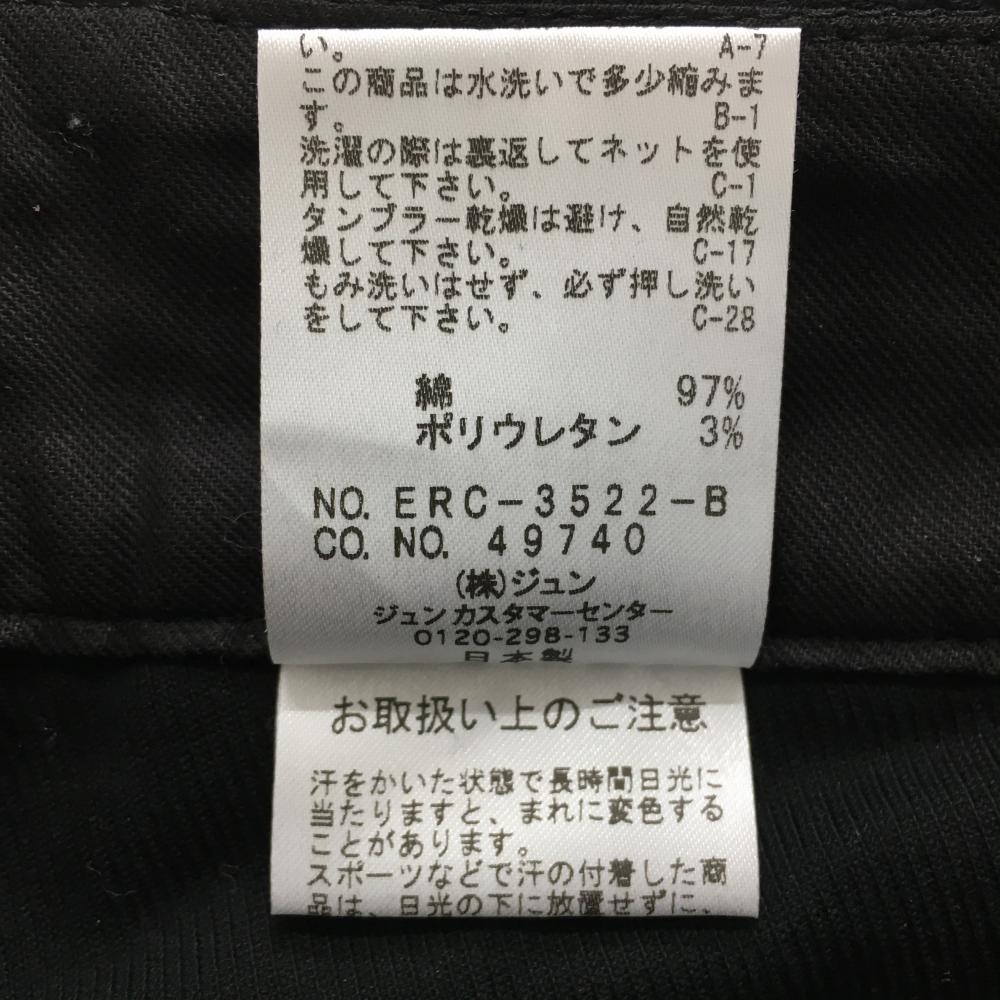 い。 A-7
この商品は水洗いで多少縮みま
す。 B-1
洗濯の際は裏返してネットを使
用して下さい。 C-1
タンブラー乾燥は避け、自然乾
燥して下さい。 C-17
もみ洗いはせず、必ず押し洗い
をして下さい。 C-28
綿 97%
ポリウレタン 3%
NO. ERC-3522-B
CO. NO. 49740
(株)ジュン
ジュンカスタマーセンター
0120-298-133
日本製
お取扱い上のご注意
汗をかいた状態で長時間日光に
当たりますと、まれに変色する
ことがあります。
スポーツなどで汗の付着した商
品は、日光の下に放置せずに、